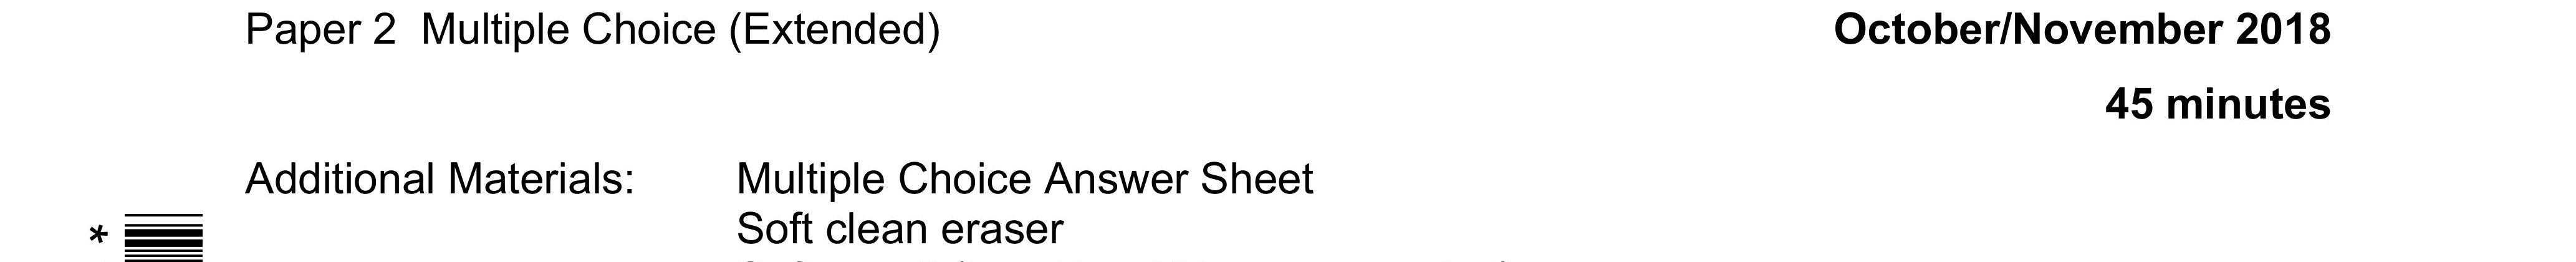 Paper 2  Multiple Choice (Extended)
October/November 2018
45 minutes
Additional Materials:
Multiple Choice Answer Sheet
Soft clean eraser
*